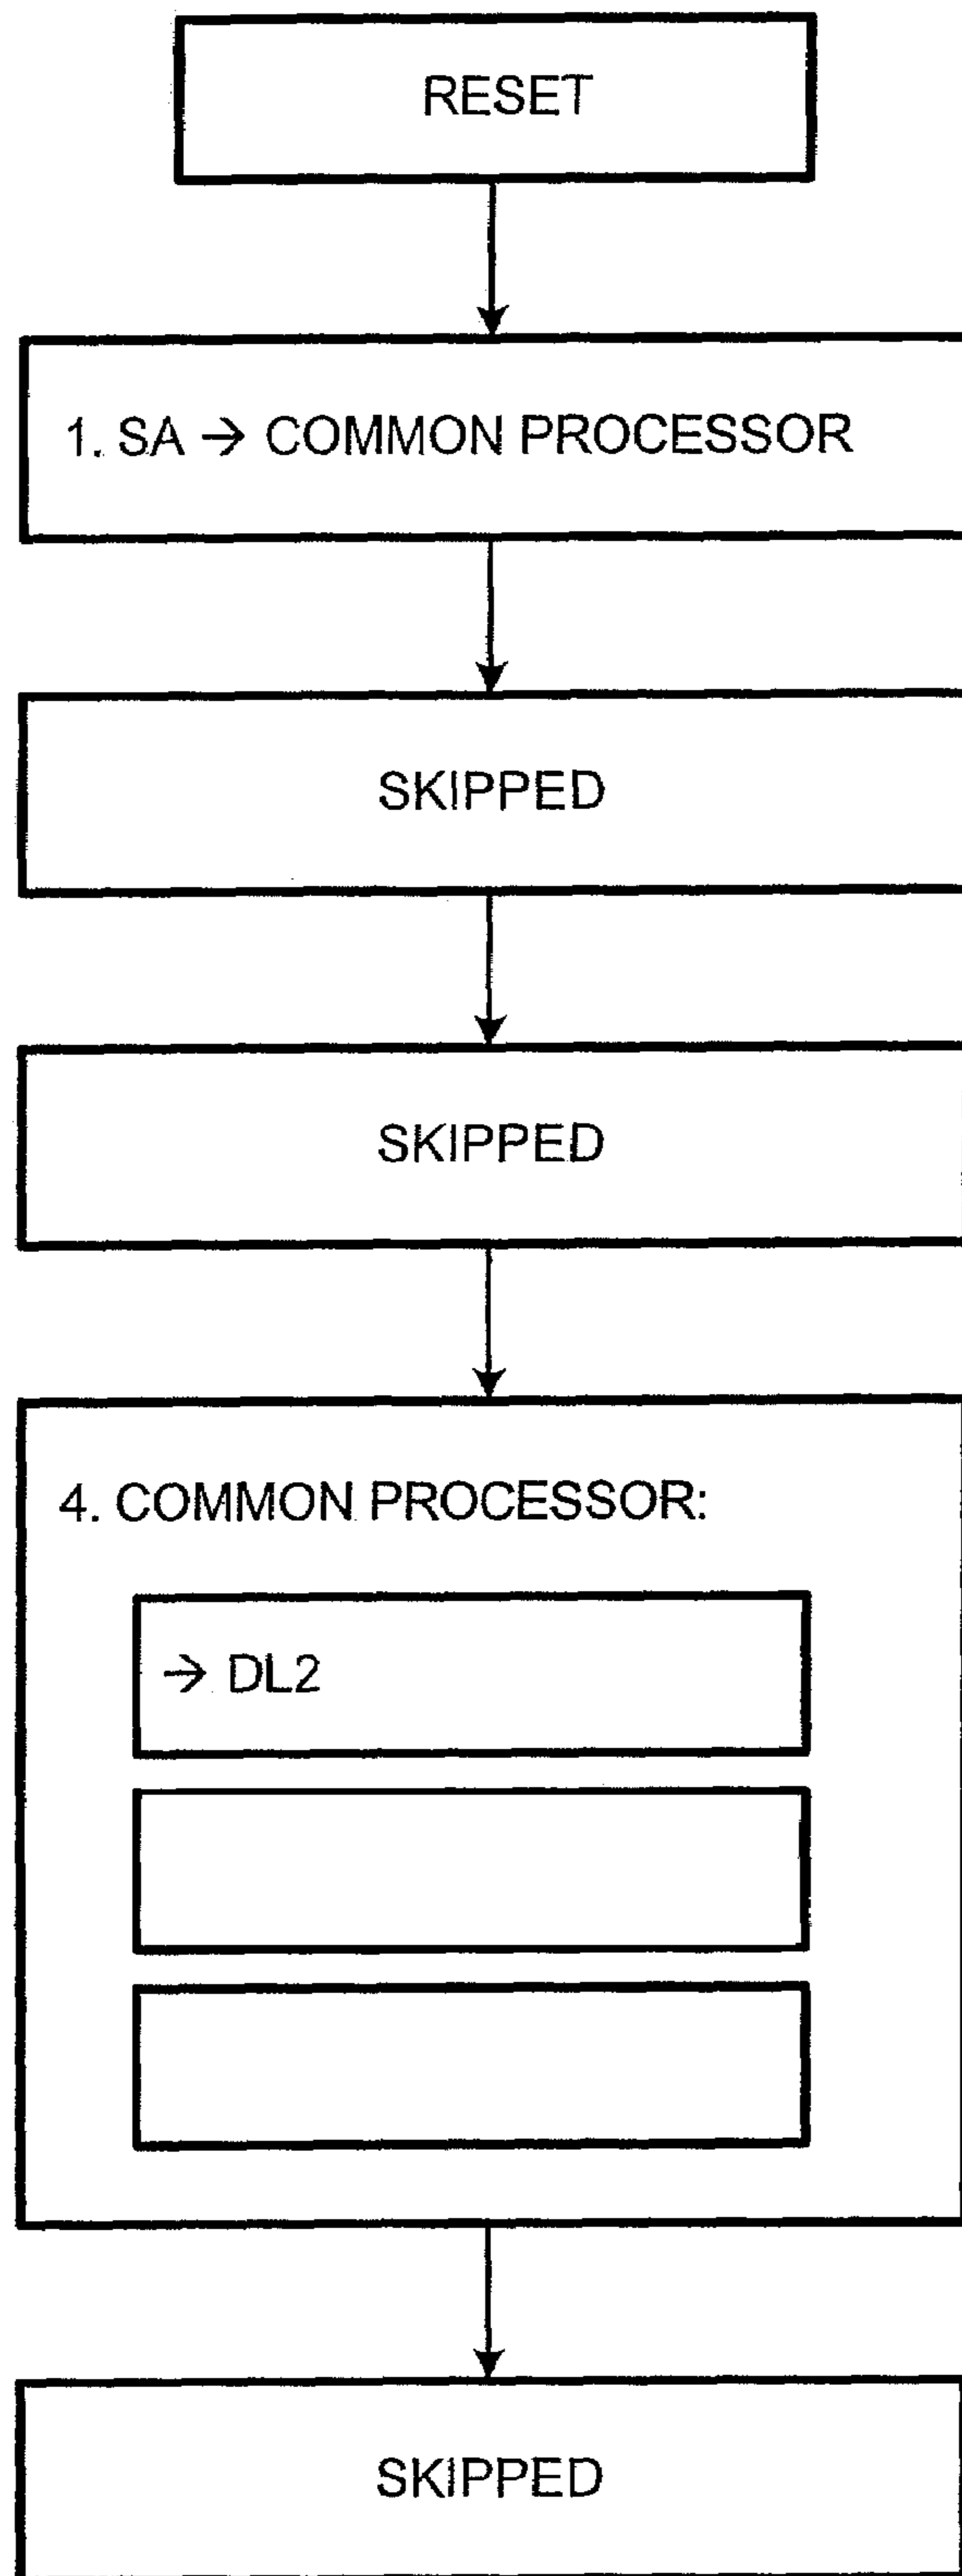 RESET
1. SA → COMMON PROCESSOR
SKIPPED
SKIPPED
4. COMMON PROCESSOR:
→ DL2
SKIPPED